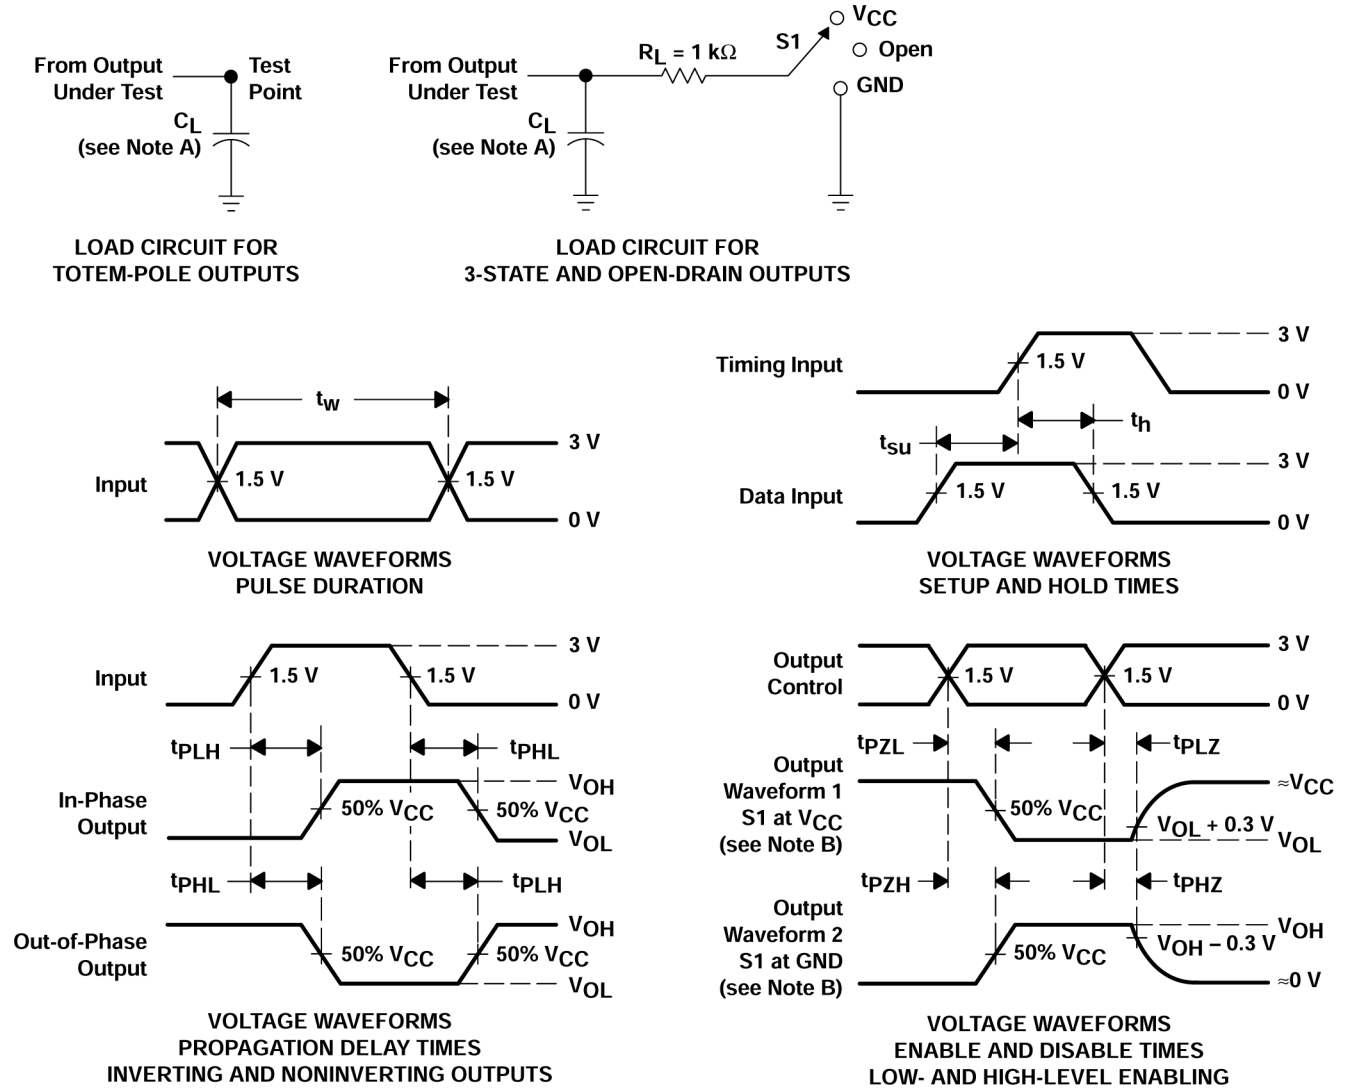 From Output
Under Test
Test
Point
CL
(see Note A)
LOAD CIRCUIT FOR
TOTEM-POLE OUTPUTS
From Output
Under Test
RL = 1 kΩ
S1
VCC
Open
GND
CL
(see Note A)
LOAD CIRCUIT FOR
3-STATE AND OPEN-DRAIN OUTPUTS
tw
Input
1.5 V
1.5 V
3 V
0 V
VOLTAGE WAVEFORMS
PULSE DURATION
Timing Input
1.5 V
3 V
0 V
th
tsu
Data Input
1.5 V
1.5 V
3 V
0 V
VOLTAGE WAVEFORMS
SETUP AND HOLD TIMES
Input
1.5 V
1.5 V
3 V
0 V
tPLH
tPHL
In-Phase
Output
50% VCC
50% VCC
VOH
VOL
tPHL
tPLH
Out-of-Phase
Output
50% VCC
50% VCC
VOH
VOL
VOLTAGE WAVEFORMS
PROPAGATION DELAY TIMES
INVERTING AND NONINVERTING OUTPUTS
Output
Control
1.5 V
1.5 V
3 V
0 V
tPZL
tPLZ
Output
Waveform 1
S1 at VCC
(see Note B)
50% VCC
VOL + 0.3 V
≈VCC
VOL
tPZH
tPHZ
Output
Waveform 2
S1 at GND
(see Note B)
50% VCC
VOH − 0.3 V
VOH
≈0 V
VOLTAGE WAVEFORMS
ENABLE AND DISABLE TIMES
LOW- AND HIGH-LEVEL ENABLING